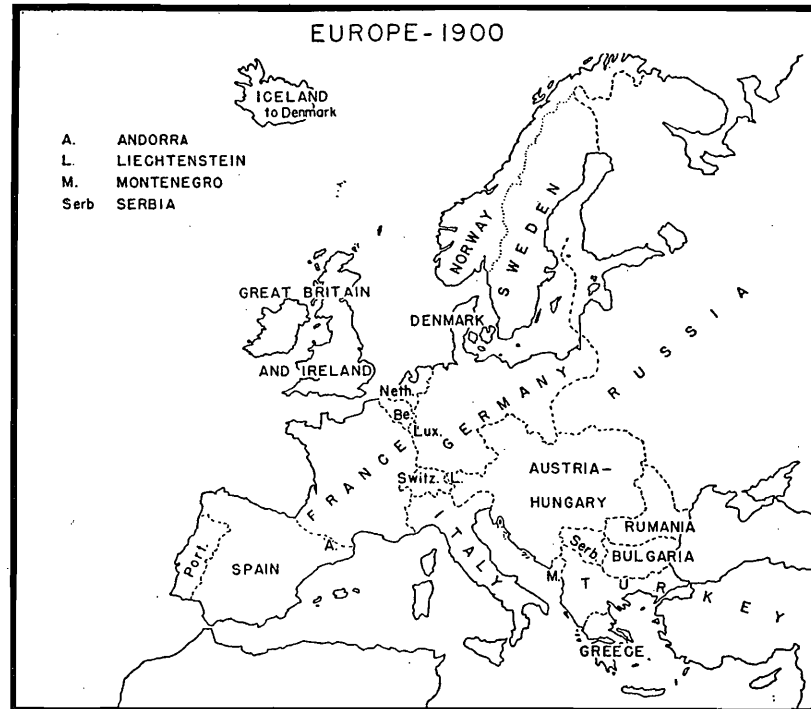 EUROPE-1900
ICELAND
to Denmark
A. ANDORRA
L. LIECHTENSTEIN
M. MONTENEGRO
Serb SERBIA
NORWAY
SWEDEN
GREAT BRITAIN
AND IRELAND
DENMARK
RUSSIA
Neth.
Be.
Lux.
GERMANY
FRANCE
Switz.
L.
AUSTRIA-
HUNGARY
ITALY
RUMANIA
Serb.
BULGARIA
Port.
SPAIN
A.
M.
TURKEY
GREECE